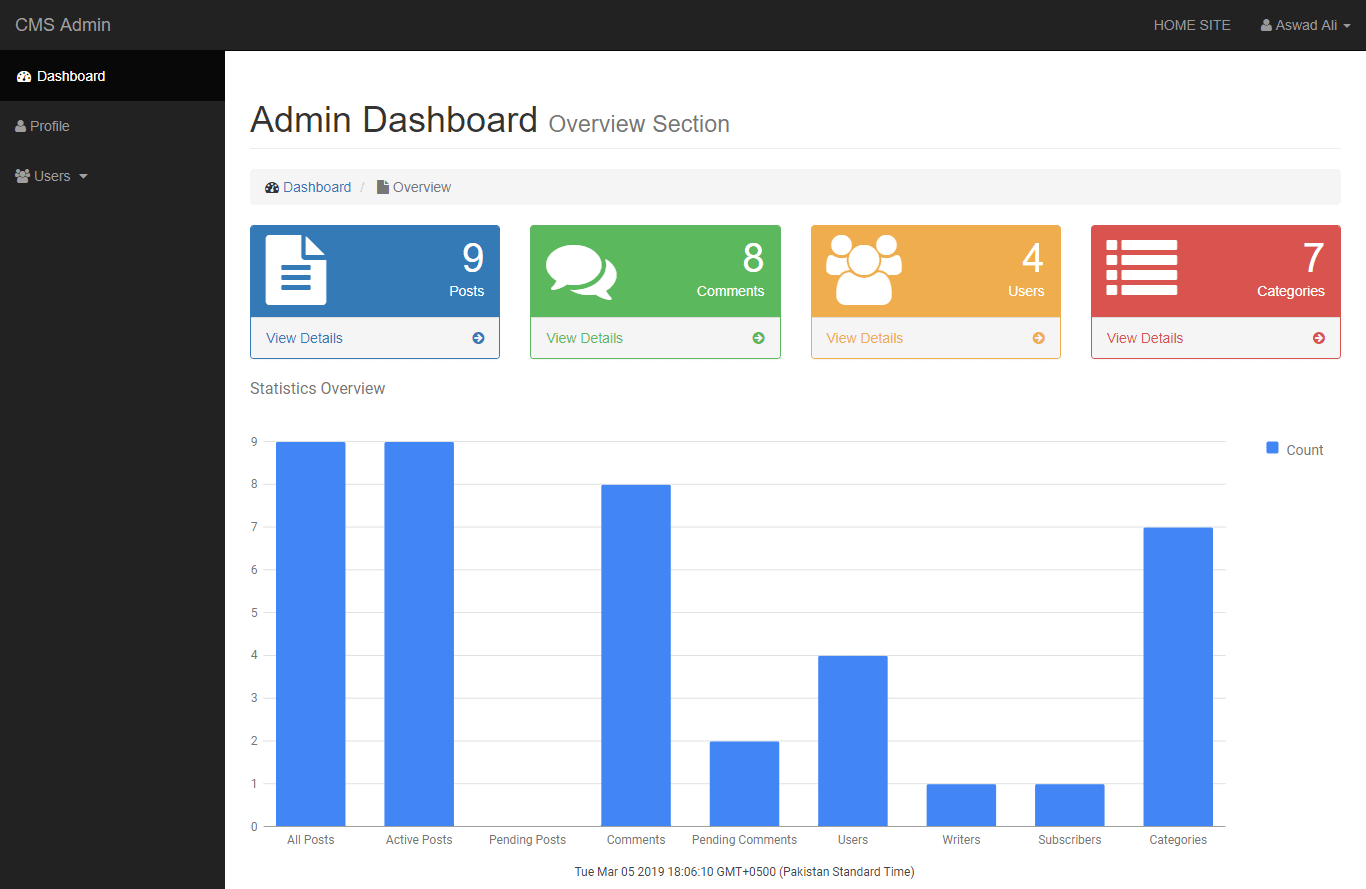 CMS Admin
HOME SITE
Aswad Ali
Dashboard
Profile
Users
Admin Dashboard Overview Section
Dashboard / Overview
9
Posts
View Details
8
Comments
View Details
4
Users
View Details
7
Categories
View Details
Statistics Overview
9
8
7
6
5
4
3
2
1
0
Count
All Posts
Active Posts
Pending Posts
Comments
Pending Comments
Users
Writers
Subscribers
Categories
Tue Mar 05 2019 18:06:10 GMT+0500 (Pakistan Standard Time)